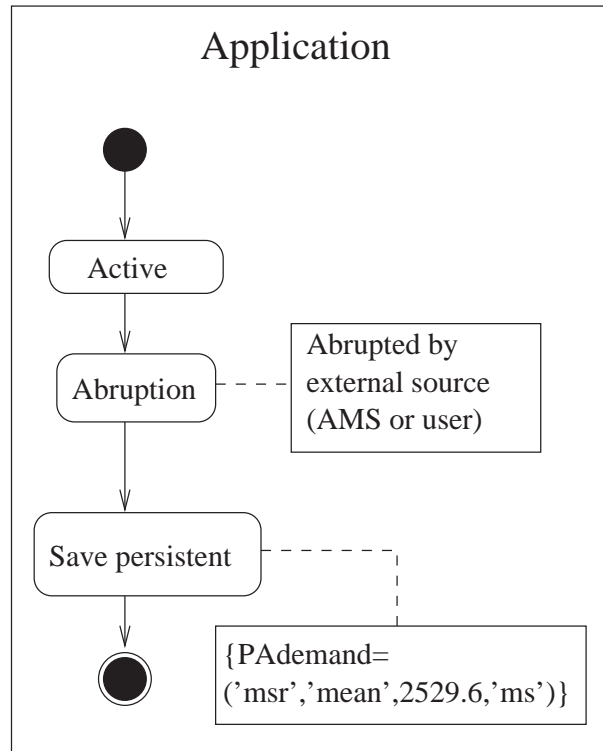 Application
Active
Abruption
Abrupted by
external source
(AMS or user)
Save persistent
{PAdemand=
(’msr’,’mean’,2529.6,’ms’)}